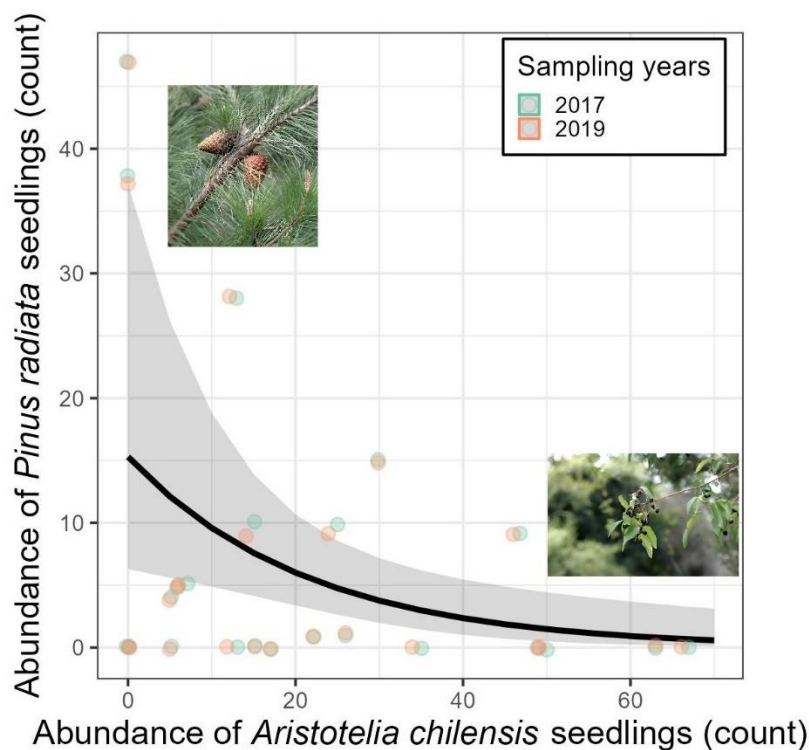 Sampling years
2017
2019
Abundance of Pinus radiata seedlings (count)
40
30
20
10
0
0 20 40 60
Abundance of Aristotelia chilensis seedlings (count)